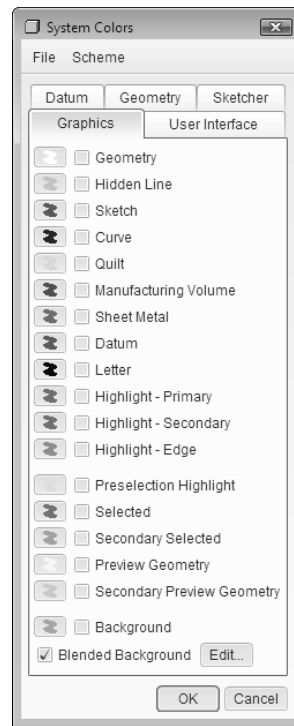 System Colors
File Scheme
Datum Geometry Sketcher
Graphics User Interface
Geometry
Hidden Line
Sketch
Curve
Quilt
Manufacturing Volume
Sheet Metal
Datum
Letter
Highlight - Primary
Highlight - Secondary
Highlight - Edge
Preselection Highlight
Selected
Secondary Selected
Preview Geometry
Secondary Preview Geometry
Background
Blended Background Edit...
OK Cancel